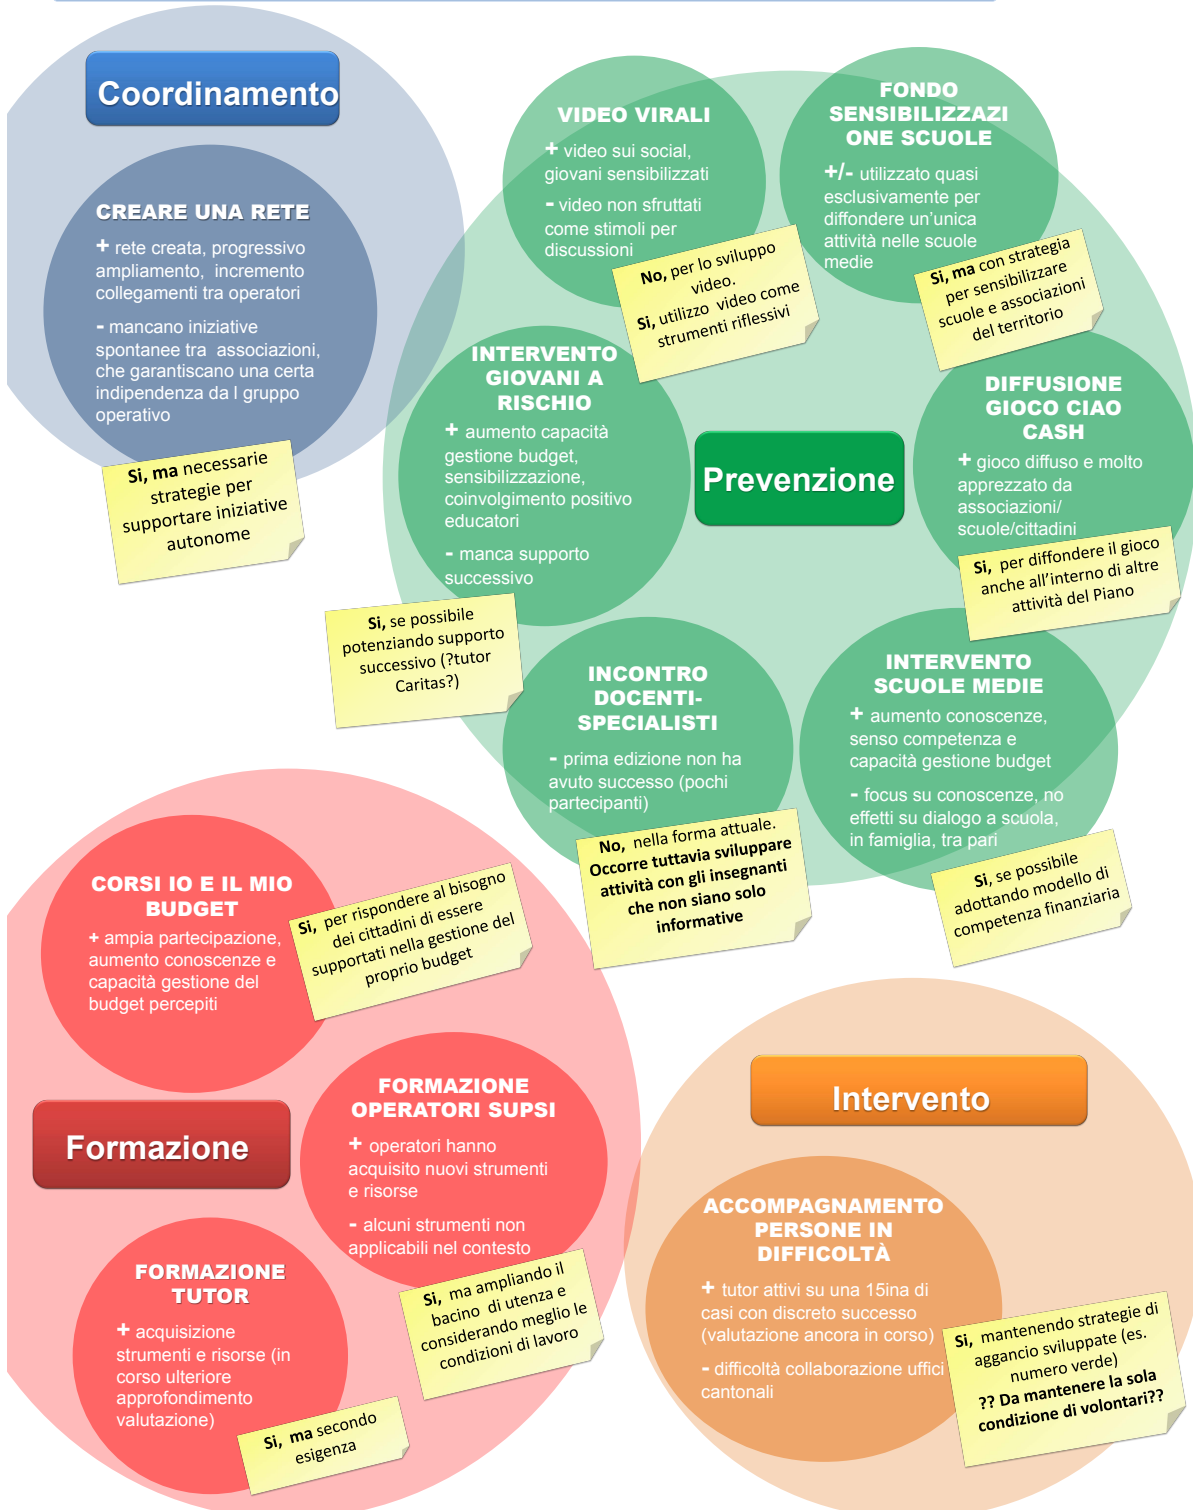 Coordinamento
CREARE UNA RETE
+ rete creata, progressivo
ampliamento, incremento
collegamenti tra operatori
- mancano iniziative
spontanee tra associazioni,
che garantiscano una certa
indipendenza da l gruppo
operativo
Si, ma necessarie
strategie per
supportare iniziative
autonome
VIDEO VIRALI
+ video sui social,
giovani sensibilizzati
- video non sfruttati
come stimoli per
discussioni
No, per lo sviluppo
video.
Si, utilizzo video come
strumenti riflessivi
FONDO
SENSIBILIZZAZI
ONE SCUOLE
+/- utilizzato quasi
esclusivamente per
diffondere un'unica
attività nelle scuole
medie
Si, ma con strategia
per sensibilizzare
scuole e associazioni
del territorio
INTERVENTO
GIOVANI A
RISCHIO
+ aumento capacità
gestione budget,
sensibilizzazione,
coinvolgimento positivo
educatori
- manca supporto
successivo
Si, se possibile
potenziando supporto
successivo (?tutor
Caritas?)
Prevenzione
DIFFUSIONE
GIOCO CIAO
CASH
+ gioco diffuso e molto
apprezzato da
associazioni/
scuole/cittadini
Si, per diffondere il gioco
anche all'interno di altre
attività del Piano
INCONTRO
DOCENTI-
SPECIALISTI
- prima edizione non ha
avuto successo (pochi
partecipanti)
No, nella forma attuale.
Occorre tuttavia sviluppare
attività con gli insegnanti
che non siano solo
informative
INTERVENTO
SCUOLE MEDIE
+ aumento conoscenze,
senso competenza e
capacità gestione budget
- focus su conoscenze, no
effetti su dialogo a scuola,
in famiglia, tra pari
Si, se possibile
adottando modello di
competenza finanziaria
CORSI IO E IL MIO
BUDGET
+ ampia partecipazione,
aumento conoscenze e
capacità gestione del
budget percepiti
Si, per rispondere al bisogno
dei cittadini di essere
supportati nella gestione del
proprio budget
Formazione
FORMAZIONE
OPERATORI SUPSI
+ operatori hanno
acquisito nuovi strumenti
e risorse
- alcuni strumenti non
applicabili nel contesto
Si, ma ampliando il
bacino di utenza e
considerando meglio le
condizioni di lavoro
FORMAZIONE
TUTOR
+ acquisizione
strumenti e risorse (in
corso ulteriore
approfondimento
valutazione)
Si, ma secondo
esigenza
Intervento
ACCOMPAGNAMENTO
PERSONE IN
DIFFICOLTÀ
+ tutor attivi su una 15ina di
casi con discreto successo
(valutazione ancora in corso)
- difficoltà collaborazione uffici
cantonali
Si, mantenendo strategie di
aggancio sviluppate (es.
numero verde)
?? Da mantenere la sola
condizione di volontari??